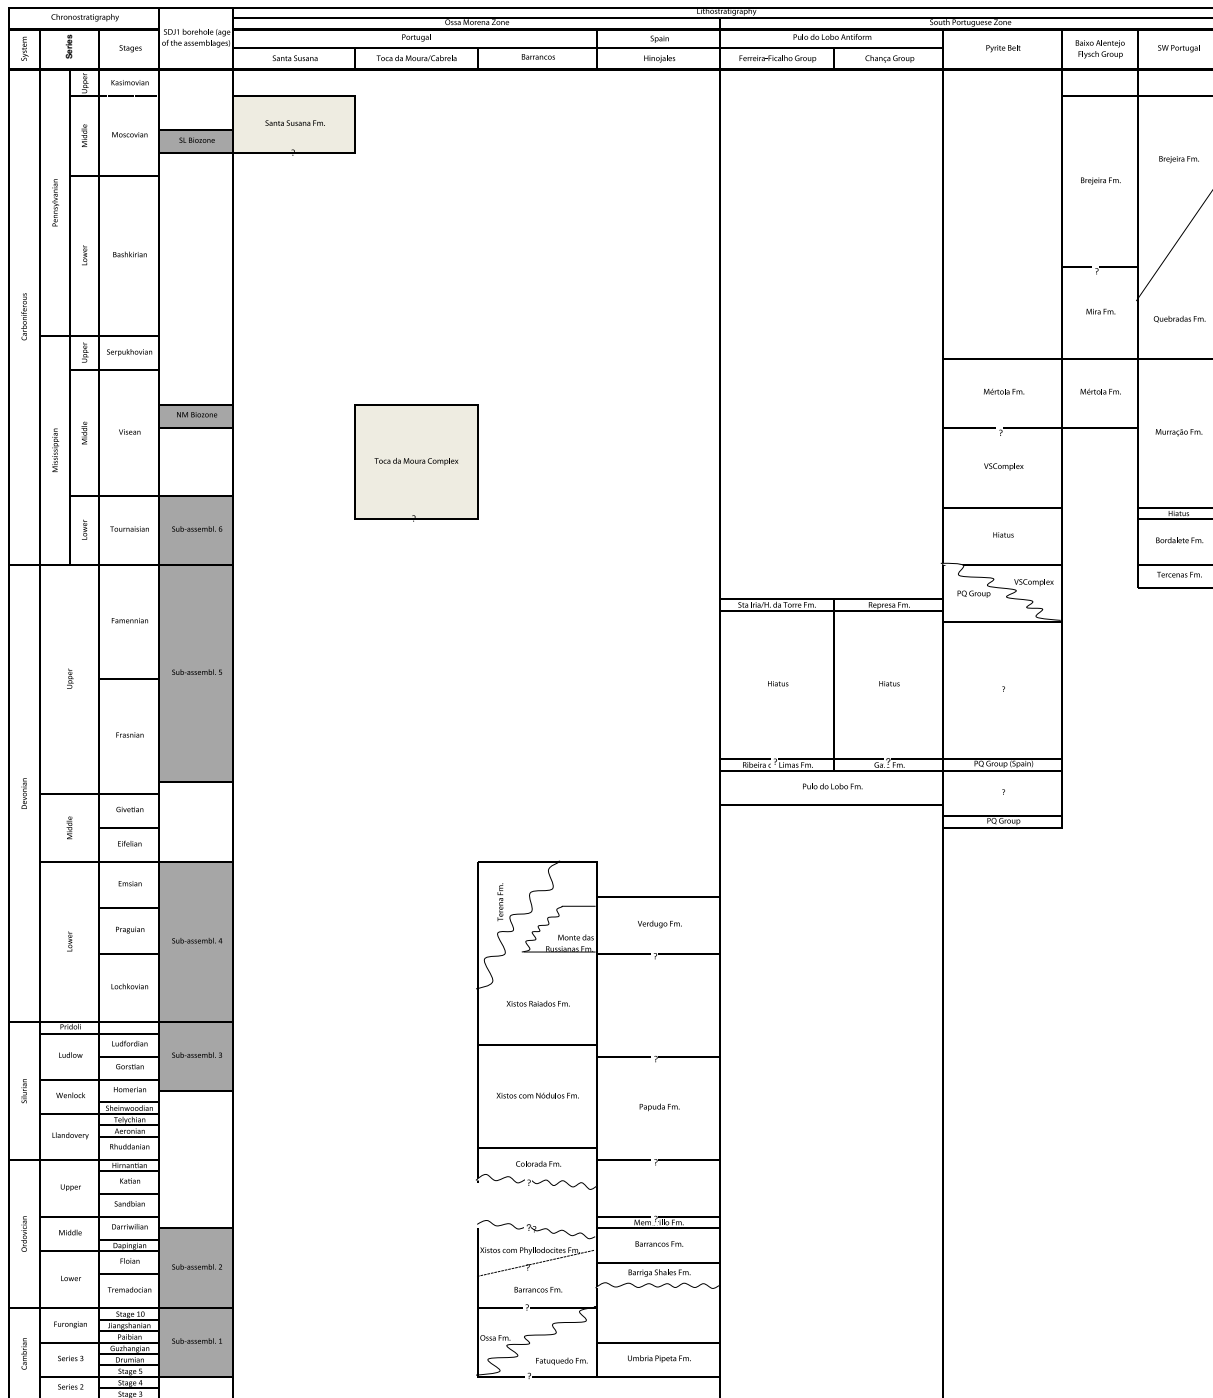 Lithostratigraphy
Chronostratigraphy
SDJ1 borehole (age
of the assemblages)
Ossa Morena Zone
South Portuguese Zone
System
Series
Stages
Portugal
Spain
Pulo do Lobo Antiform
Pyrite Belt
Baixo Alentejo
Flysch Group
SW Portugal
Santa Susana
Toca da Moura/Cabrela
Barrancos
Hinojales
Ferreira-Ficalho Group
Chança Group
Carboniferous
Pennsylvanian
Upper
Kasimovian
Middle
Moscovian
SL Biozone
Santa Susana Fm.
?
Brejeira Fm.
Brejeira Fm.
Lower
Bashkirian
?
Mira Fm.
Quebradas Fm.
Mississippian
Upper
Serpukhovian
Middle
Visean
NM Biozone
Toca da Moura Complex
?
Mértola Fm.
?
VSComplex
Mértola Fm.
Murração Fm.
Lower
Tournaisian
Sub-assembl. 6
Hiatus
Hiatus
Bordalete Fm.
Tercenas Fm.
Devonian
Upper
Famennian
Sub-assembl. 5
VSComplex
PQ Group
Sta Iria/H. da Torre Fm.
Represa Fm.
Hiatus
Hiatus
?
Frasnian
Ribeira d ? Limas Fm.
Ga ? Fm.
PQ Group (Spain)
Pulo do Lobo Fm.
?
PQ Group
Middle
Givetian
Eifelian
Lower
Emsian
Praguian
Lochkovian
Sub-assembl. 4
Terena Fm.
Monte das
Russianas Fm.
Xistos Raiados Fm.
Verdugo Fm.
?
Silurian
Pridoli
Ludlow
Ludfordian
Gorstian
Sub-assembl. 3
?
Wenlock
Homerian
Sheinwoodian
Xistos com Nódulos Fm.
Papuda Fm.
Llandovery
Telychian
Aeronian
Rhuddanian
?
Ordovician
Upper
Hirnantian
Katian
Sandbian
Colorada Fm.
?
Middle
Darriwilian
Dapingian
Sub-assembl. 2
? ?
?
Mem illo Fm.
Barrancos Fm.
Lower
Floian
Tremadocian
Xistos com Phyllodocites Fm.
?
Barrancos Fm.
?
Barriga Shales Fm.
Cambrian
Furongian
Stage 10
Jiangshanian
Paibian
Sub-assembl. 1
Ossa Fm.
Fatuquedo Fm.
?
Umbria Pipeta Fm.
Series 3
Guzhangian
Drumian
Stage 5
Series 2
Stage 4
Stage 3